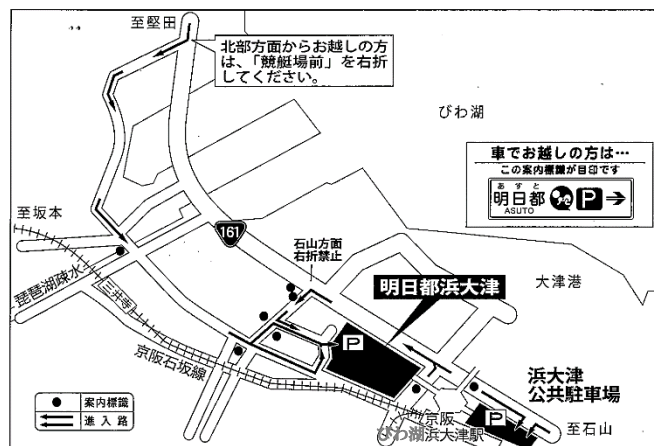 至堅田
北部方面からお越しの方
は、「競艇場前」を右折
してください。
びわ湖
車でお越しの方は…
この案内標識が目印です
あすと
明日都
ASUTO
P
至坂本
161
石山方面
右折禁止
琵琶湖疏水
三井寺
明日都浜大津
大津港
P
京阪石坂線
浜大津
公共駐車場
案内標識
進入路
P
京阪
びわ湖浜大津駅
至石山